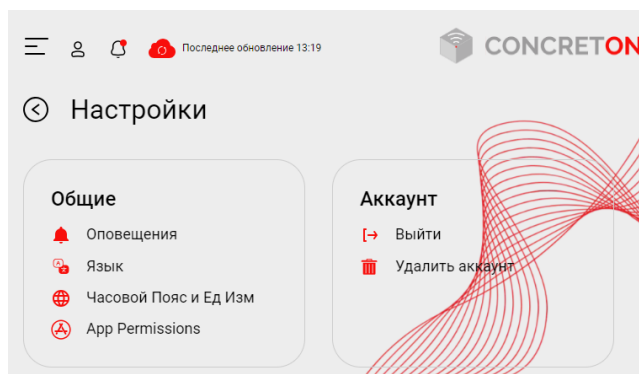 Последнее обновление 13:19
CONCRETON
Настройки
Общие
Оповещения
Язык
Часовой Пояс и Ед Изм
App Permissions
Аккаунт
Выйти
Удалить аккаунт